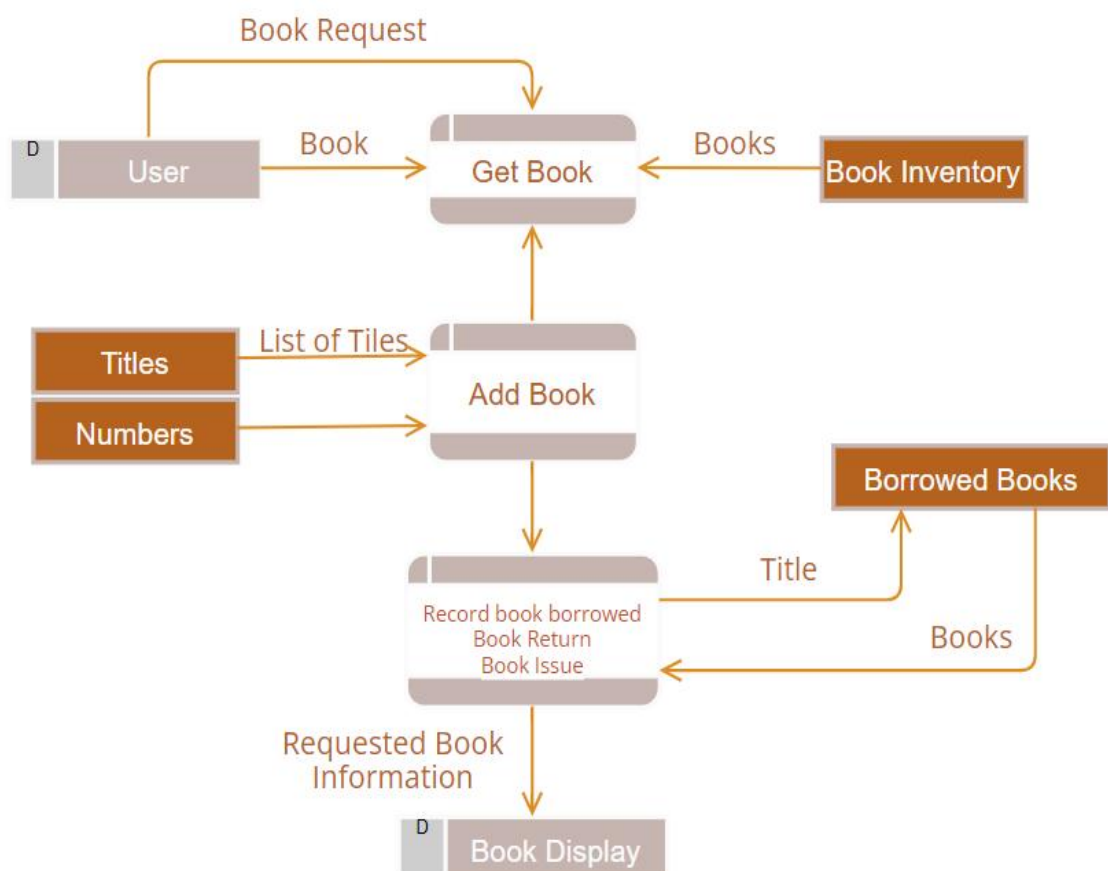 Book Request
D
User
Book
Get Book
Books
Book Inventory
Titles
List of Tiles
Add Book
Numbers
Borrowed Books
Title
Record book borrowed
Book Return
Book Issue
Books
Requested Book
Information
D
Book Display